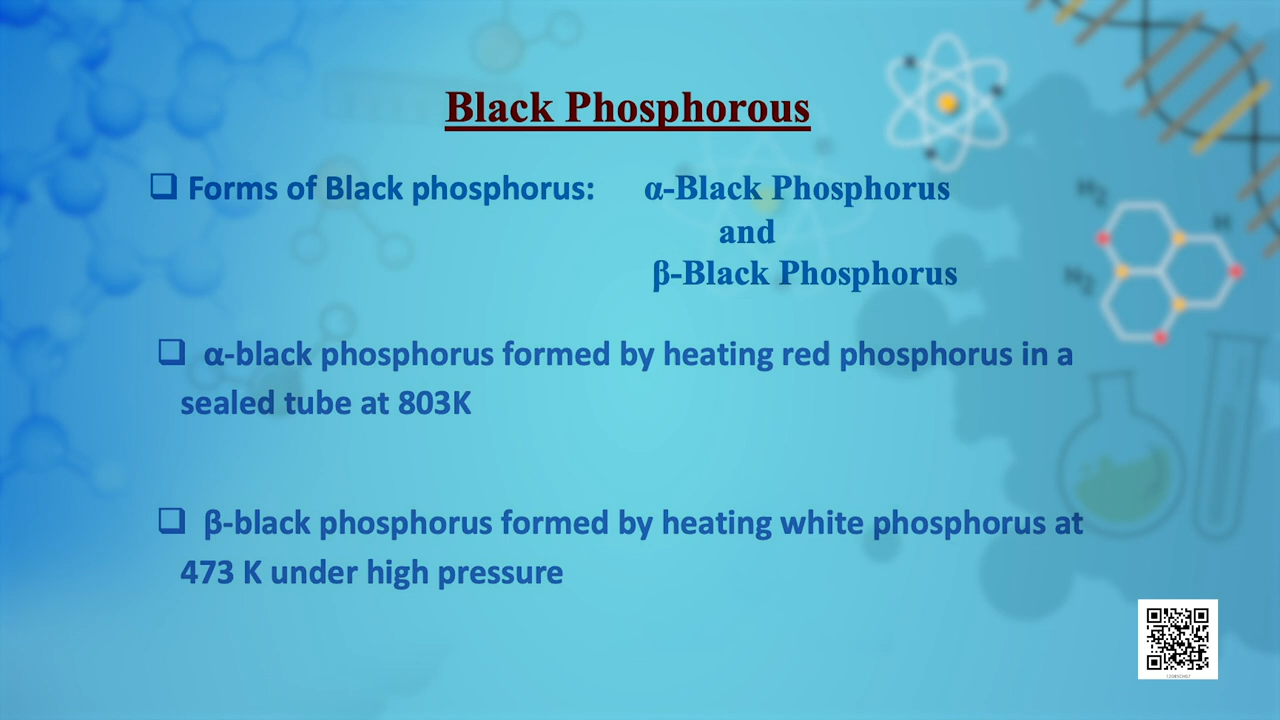 Black Phosphorous
❑ Forms of Black phosphorus: α-Black Phosphorus
and
β-Black Phosphorus
❑ α-black phosphorus formed by heating red phosphorus in a
sealed tube at 803K
❑ β-black phosphorus formed by heating white phosphorus at
473 K under high pressure